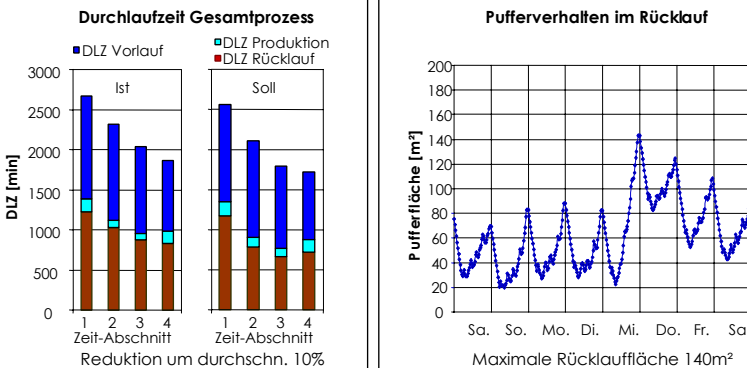 Durchlaufzeit Gesamtprozess
DLZ Vorlauf
DLZ Produktion
DLZ Rücklauf
DLZ [min]
3000
2500
2000
1500
1000
500
0
Ist
Soll
1 2 3 4
1 2 3 4
Zeit-Abschnitt
Zeit-Abschnitt
Reduktion um durchschn. 10%
Pufferverhalten im Rücklauf
Pufferfläche [m²]
200
180
160
140
120
100
80
60
40
20
0
Sa. So. Mo. Di. Mi. Do. Fr. Sa
Maximale Rücklauffläche 140m²